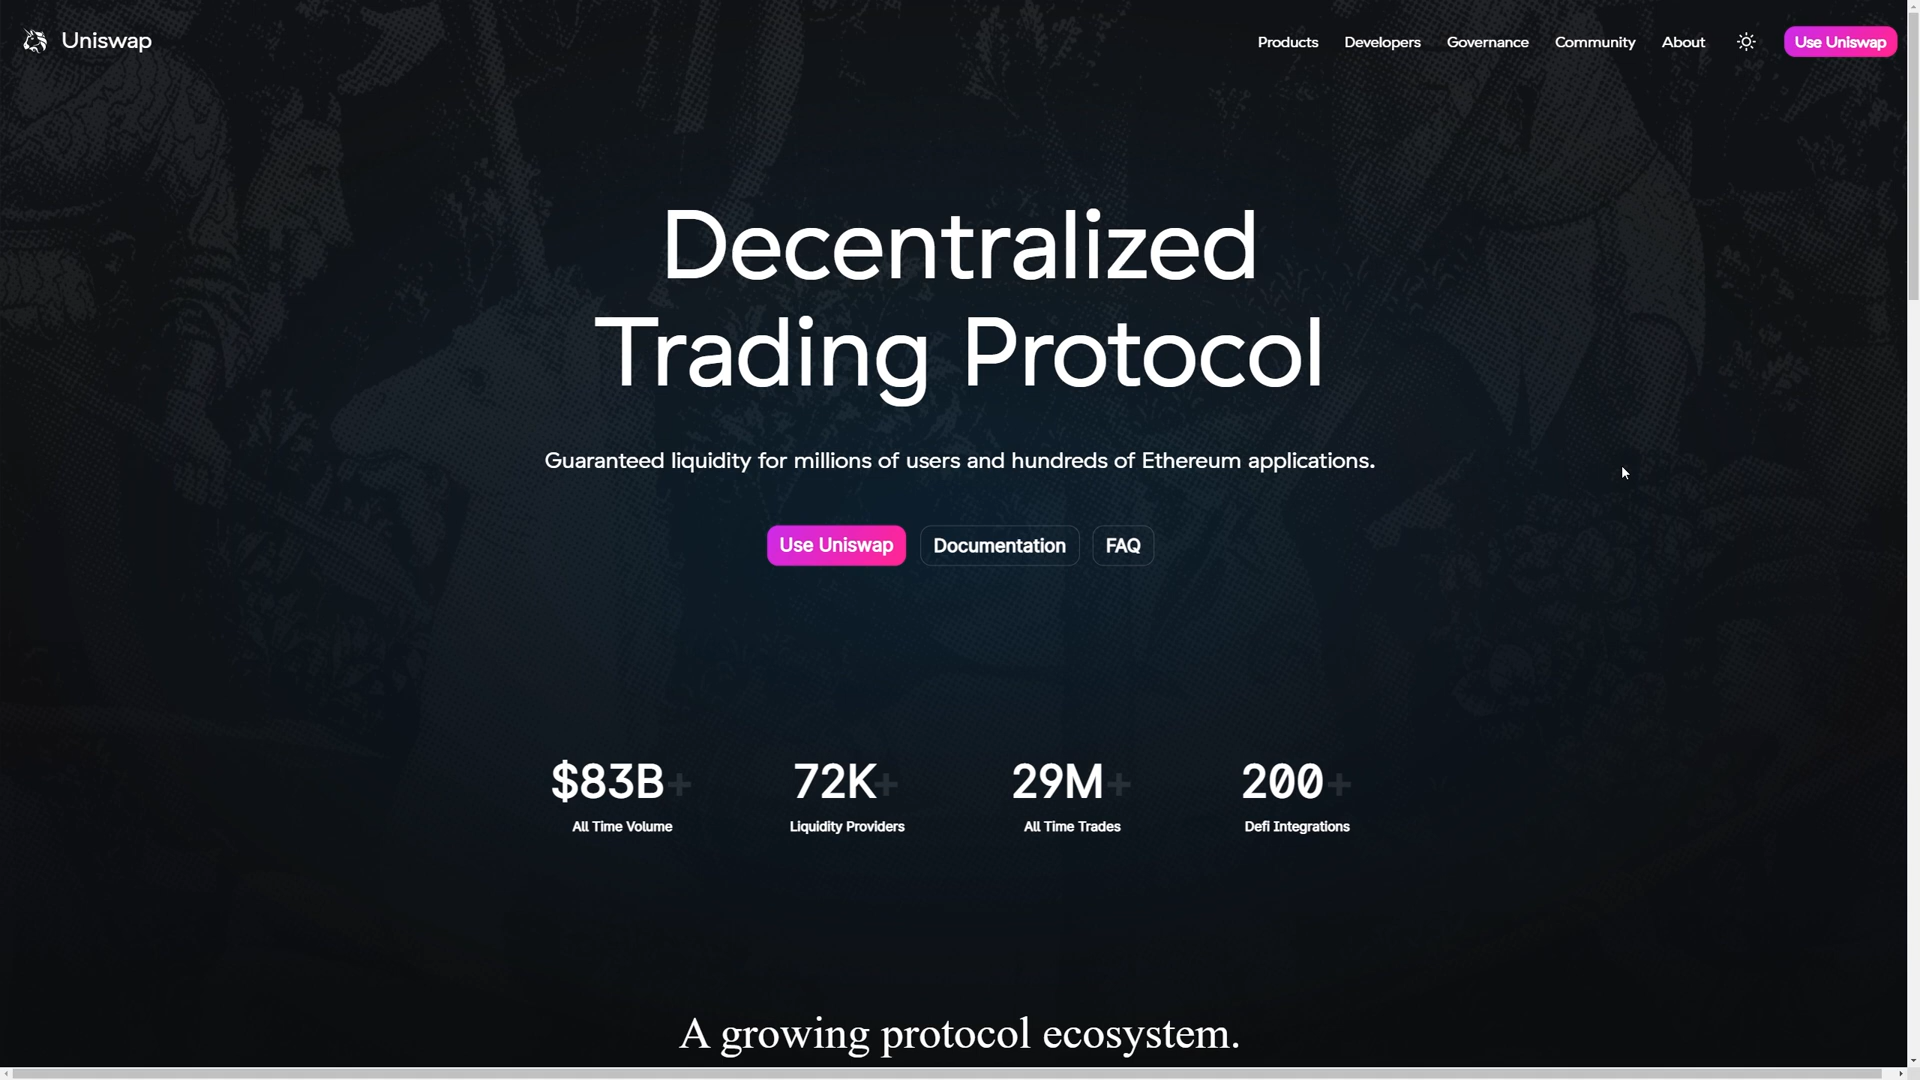 Uniswap
Products Developers Governance Community About Use Uniswap
Decentralized
Trading Protocol
Guaranteed liquidity for millions of users and hundreds of Ethereum applications.
Use Uniswap Documentation FAQ
$83B+ 72K+ 29M+ 200+
All Time Volume Liquidity Providers All Time Trades Defi Integrations
A growing protocol ecosystem.